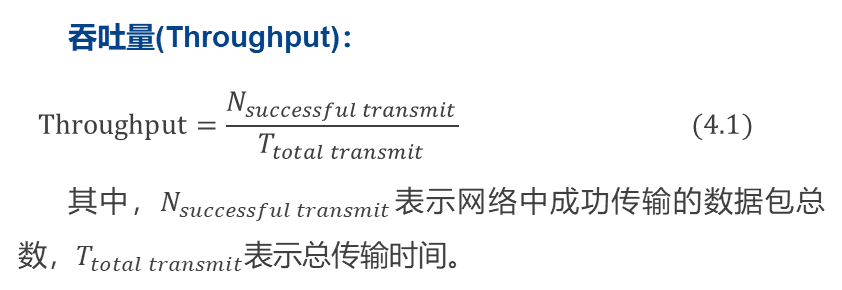 吞吐量(Throughput)：
Throughput = N_{successful transmit} / T_{total transmit} (4.1)
其中，N_{successful transmit} 表示网络中成功传输的数据包总
数，T_{total transmit}表示总传输时间。